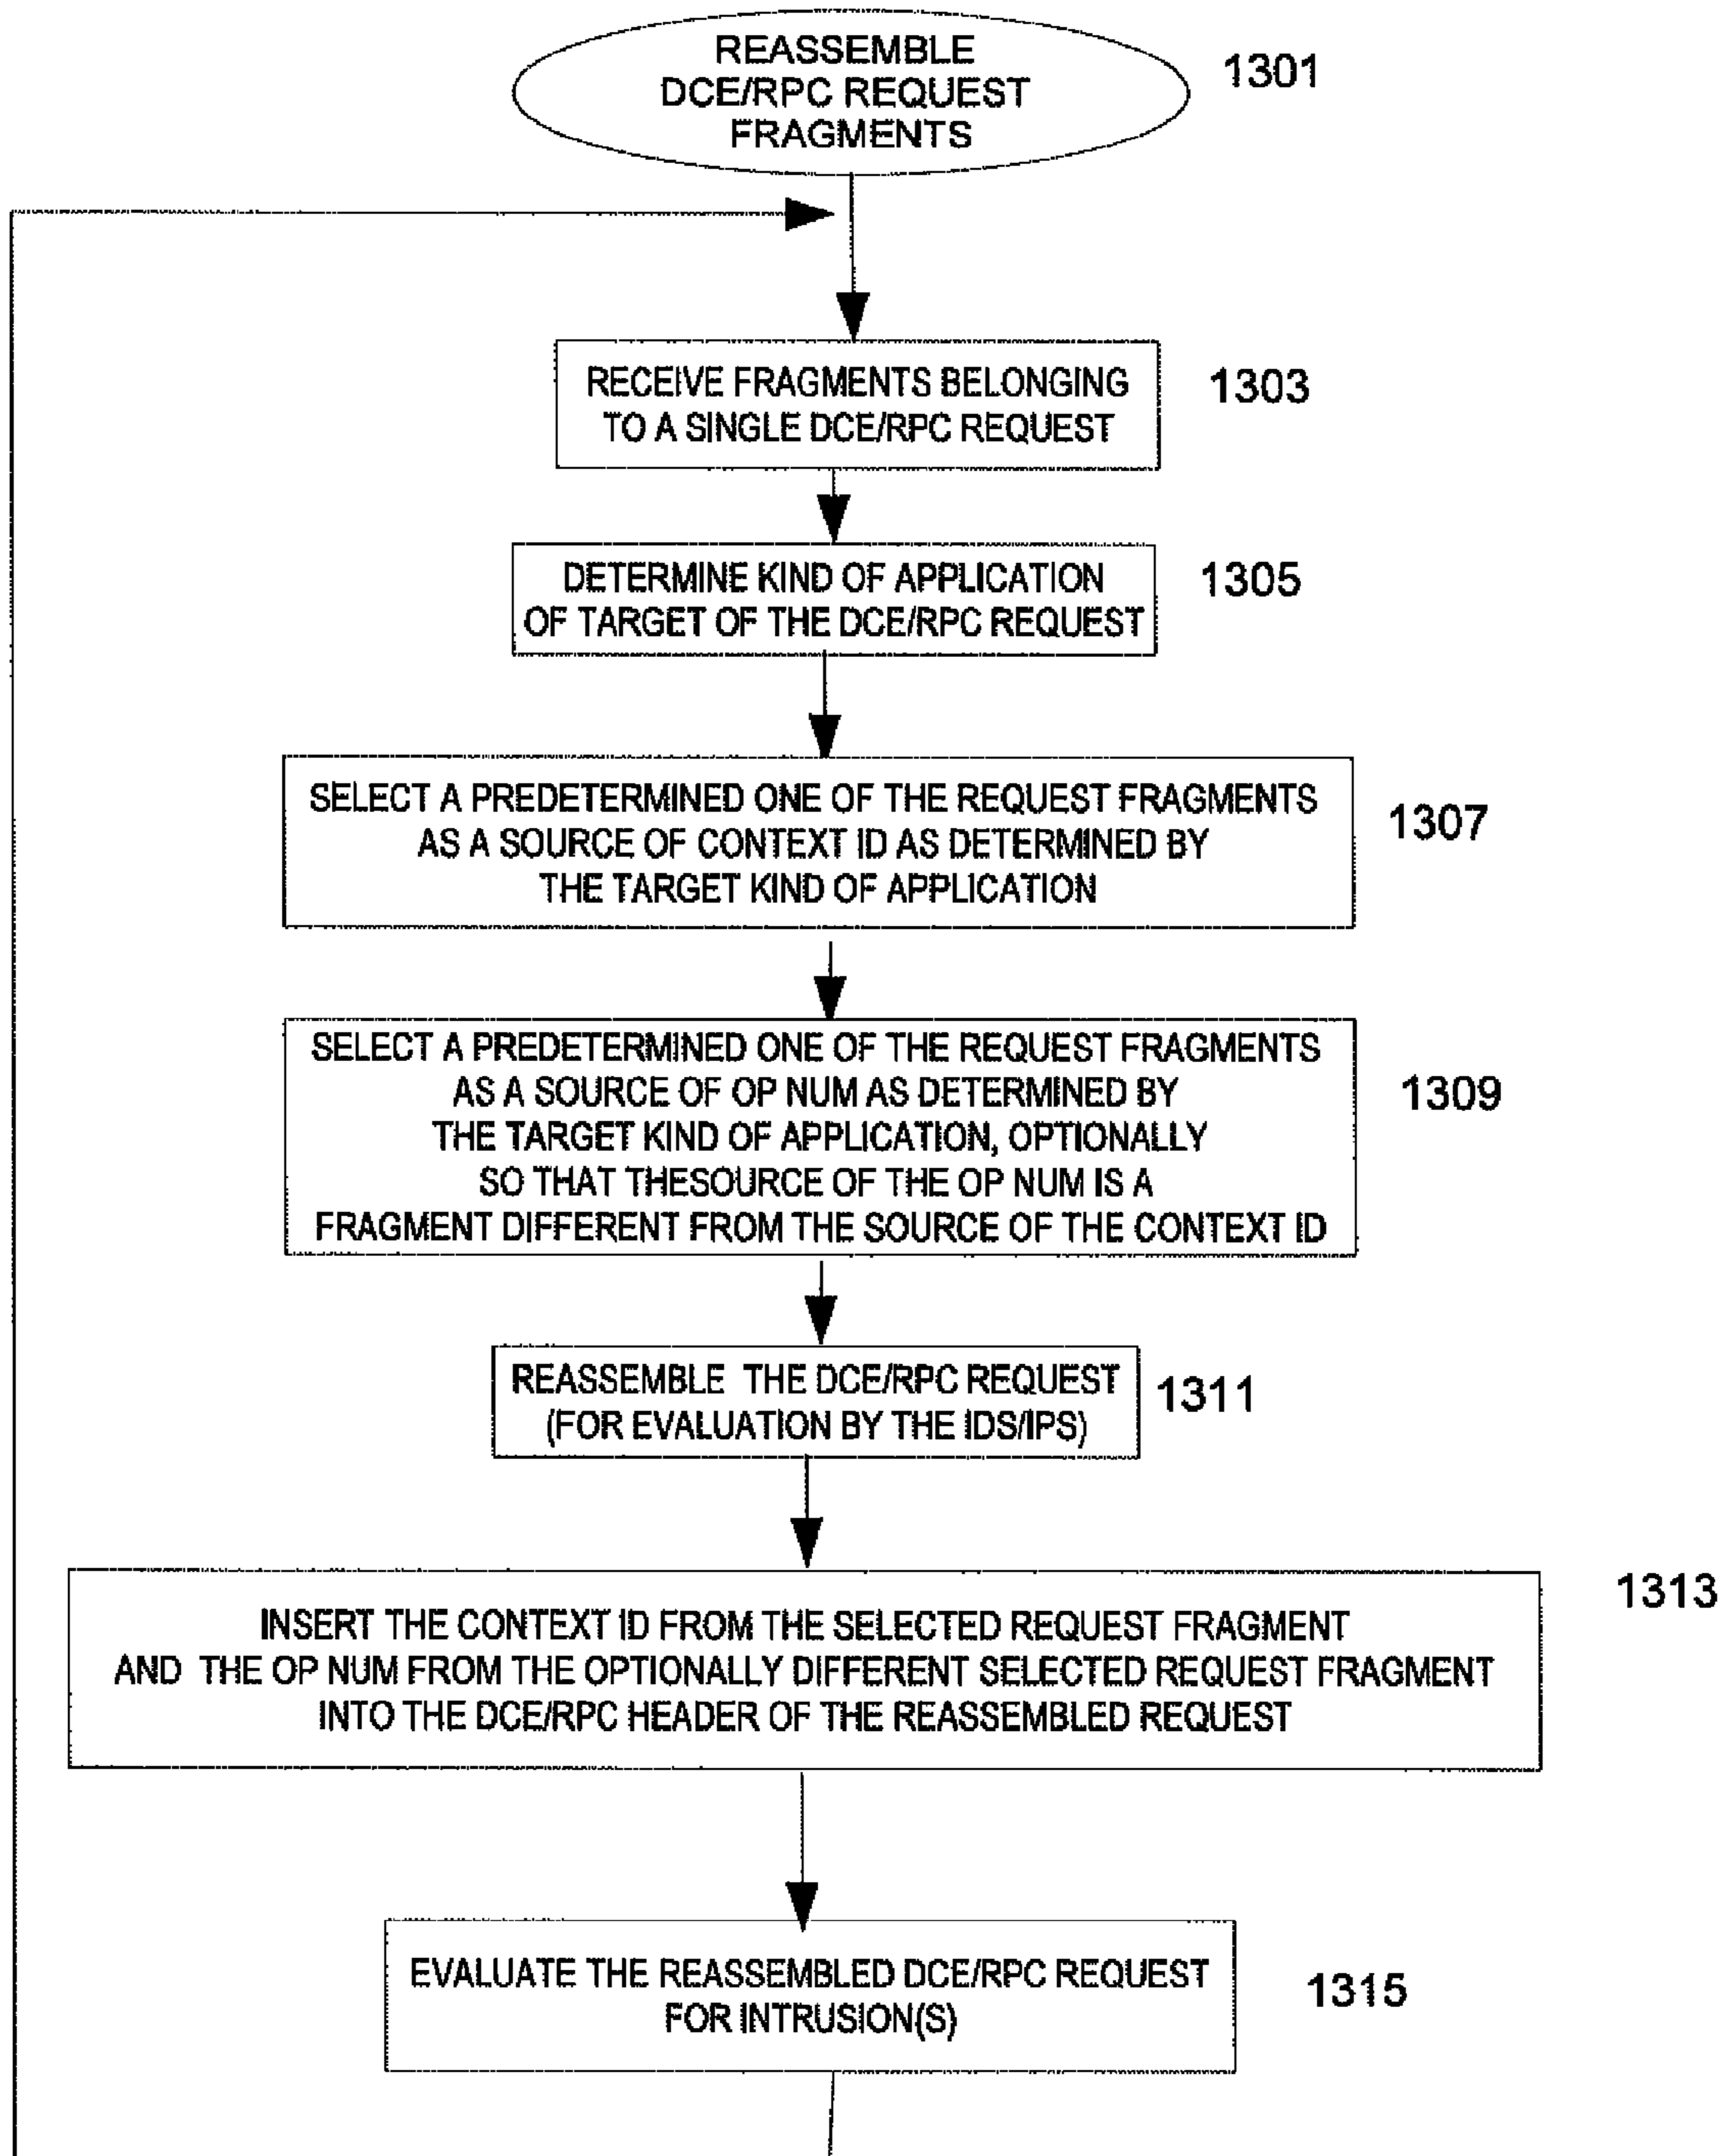 REASSEMBLE
DCE/RPC REQUEST
FRAGMENTS
1301
RECEIVE FRAGMENTS BELONGING
TO A SINGLE DCE/RPC REQUEST
1303
DETERMINE KIND OF APPLICATION
OF TARGET OF THE DCE/RPC REQUEST
1305
SELECT A PREDETERMINED ONE OF THE REQUEST FRAGMENTS
AS A SOURCE OF CONTEXT ID AS DETERMINED BY
THE TARGET KIND OF APPLICATION
1307
SELECT A PREDETERMINED ONE OF THE REQUEST FRAGMENTS
AS A SOURCE OF OP NUM AS DETERMINED BY
THE TARGET KIND OF APPLICATION, OPTIONALLY
SO THAT THESOURCE OF THE OP NUM IS A
FRAGMENT DIFFERENT FROM THE SOURCE OF THE CONTEXT ID
1309
REASSEMBLE THE DCE/RPC REQUEST
(FOR EVALUATION BY THE IDS/IPS)
1311
INSERT THE CONTEXT ID FROM THE SELECTED REQUEST FRAGMENT
AND THE OP NUM FROM THE OPTIONALLY DIFFERENT SELECTED REQUEST FRAGMENT
INTO THE DCE/RPC HEADER OF THE REASSEMBLED REQUEST
1313
EVALUATE THE REASSEMBLED DCE/RPC REQUEST
FOR INTRUSION(S)
1315